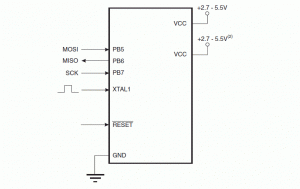 +2.7 - 5.5V
VCC
+2.7 - 5.5V(2)
MOSI PB5
VCC
MISO PB6
SCK PB7
XTAL1
RESET
GND